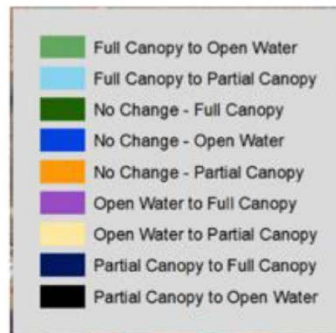 Full Canopy to Open Water
Full Canopy to Partial Canopy
No Change - Full Canopy
No Change - Open Water
No Change - Partial Canopy
Open Water to Full Canopy
Open Water to Partial Canopy
Partial Canopy to Full Canopy
Partial Canopy to Open Water